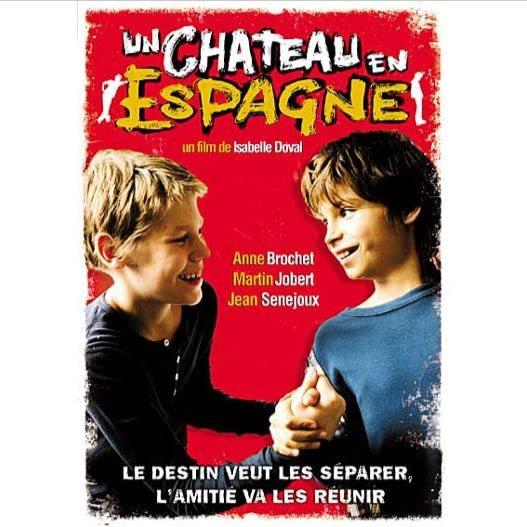 UN CHATEAU EN
ESPAGNE
un film de Isabelle Doval
Anne Brochet
Martin Jobert
Jean Senejoux
LE DESTIN VEUT LES SÉPARER,
L'AMITIÉ VA LES RÉUNIR